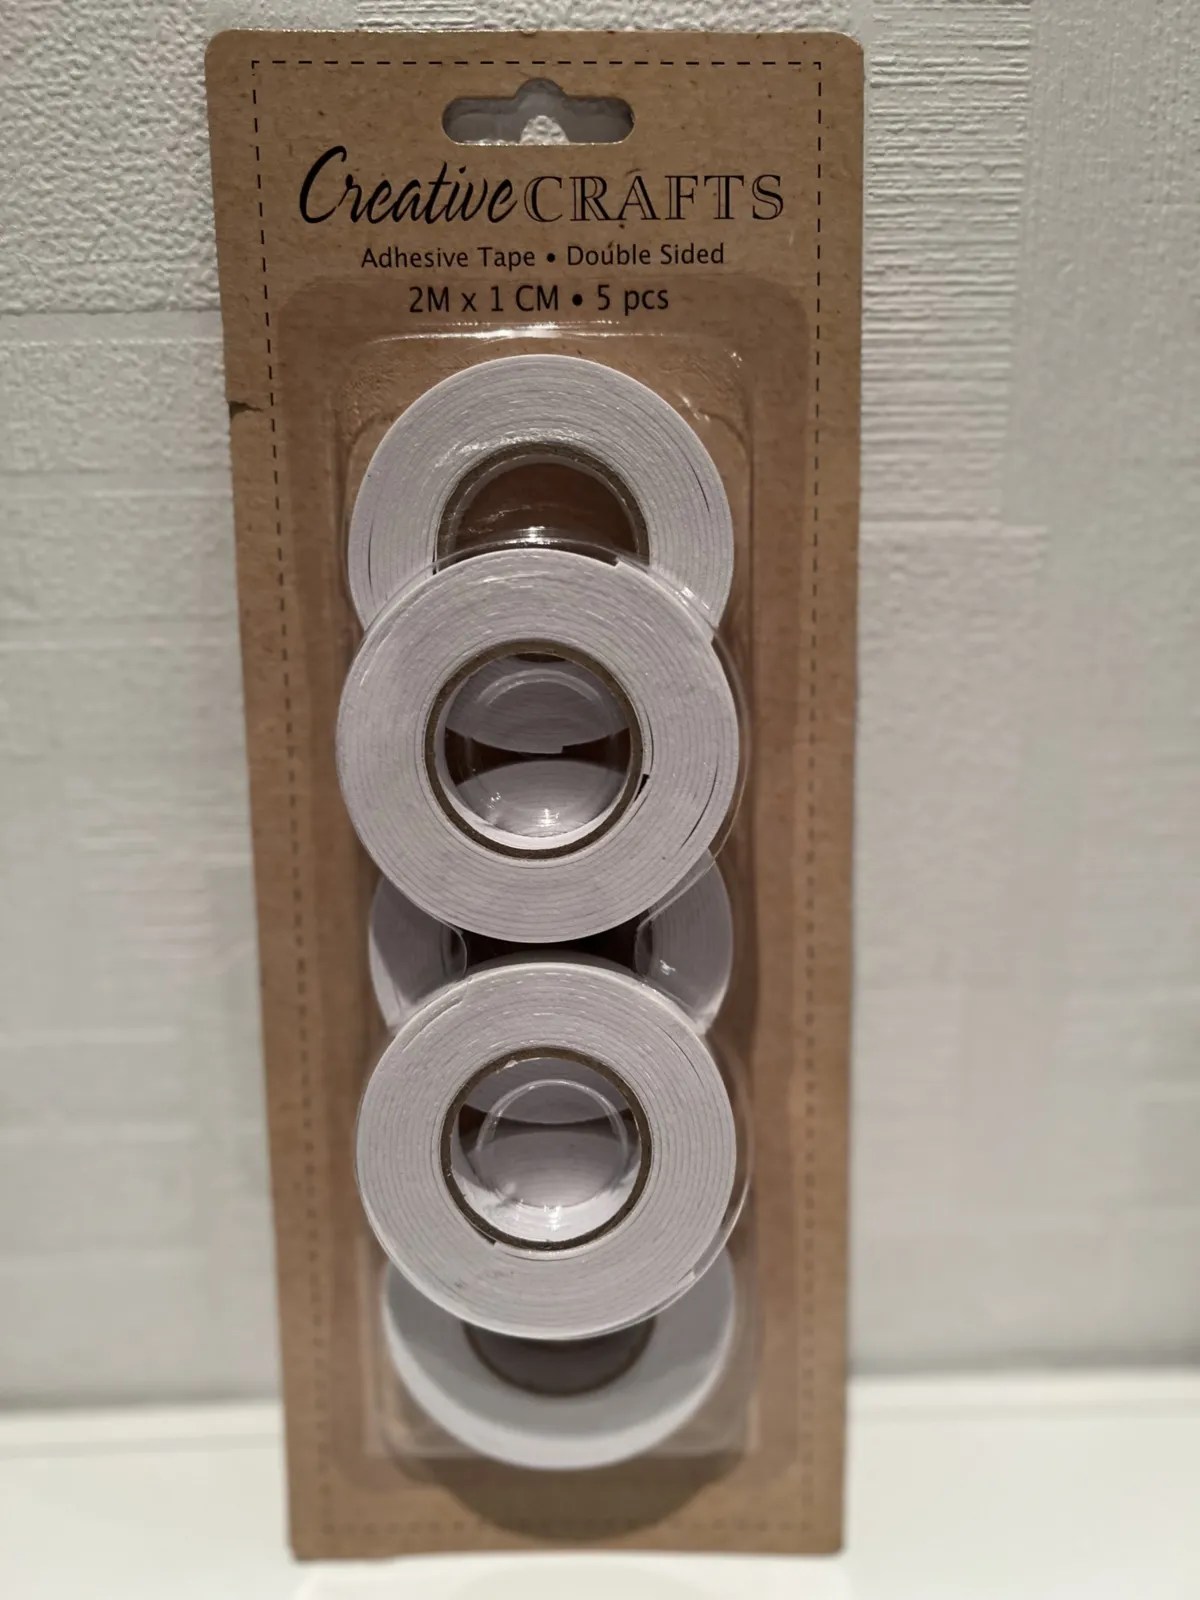 Creative CRAFTS
Adhesive Tape • Double Sided
2M x 1 CM • 5 pcs